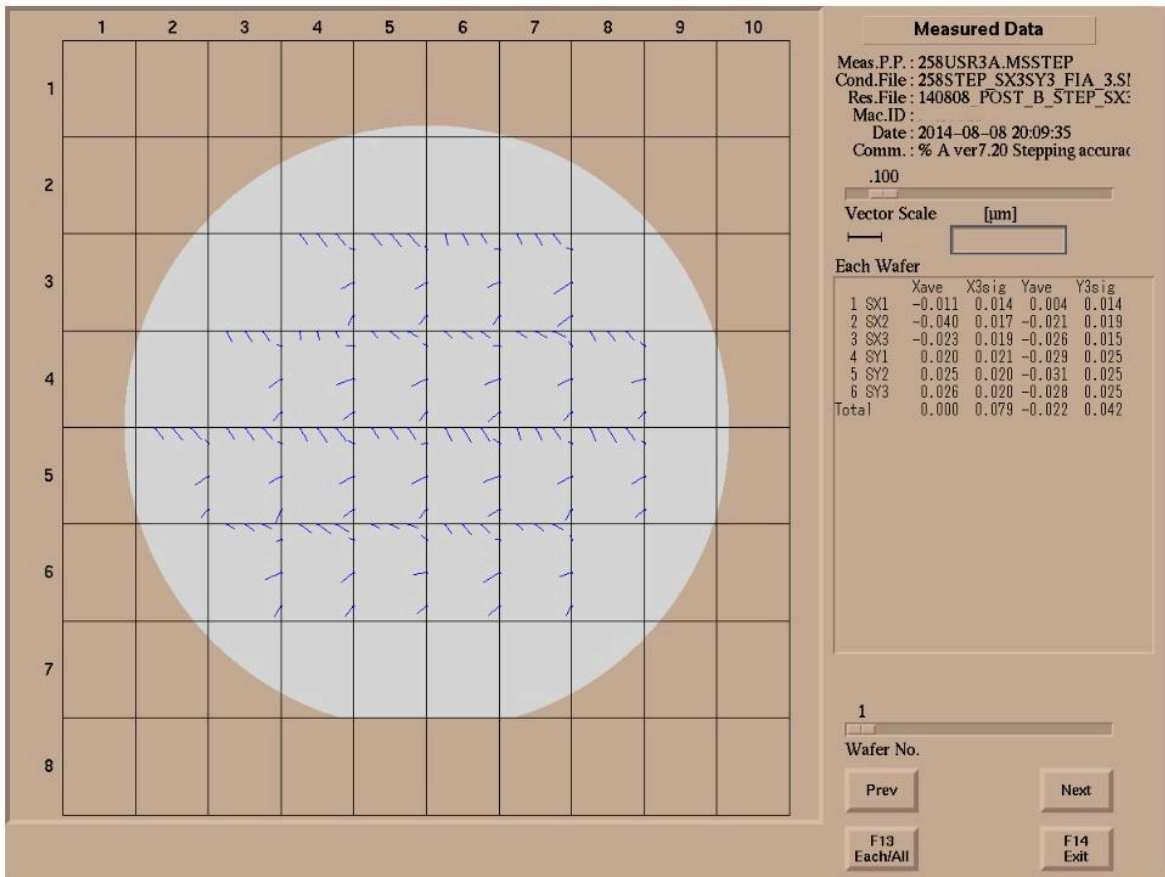 1 2 3 4 5 6 7 8 9 10
1
2
3
4
5
6
7
8
Measured Data
Meas.P.P. : 258USR3A.MSSTEP
Cond.File : 258STEP_SX3SY3_FIA_3.SI
Res.File : 140808_POST_B_STEP_SX3
Mac.ID :
Date : 2014-08-08 20:09:35
Comm. : % A ver7.20 Stepping accurac
.100
Vector Scale [µm]
Each Wafer
Xave X3sig Yave Y3sig
1 SX1 -0.011 0.014 0.004 0.014
2 SX2 -0.040 0.017 -0.021 0.019
3 SX3 -0.023 0.019 -0.026 0.015
4 SY1 0.020 0.021 -0.029 0.025
5 SY2 0.025 0.020 -0.031 0.025
6 SY3 0.026 0.020 -0.028 0.025
Total 0.000 0.079 -0.022 0.042
1
Wafer No.
Prev Next
F13 F14
Each/All Exit